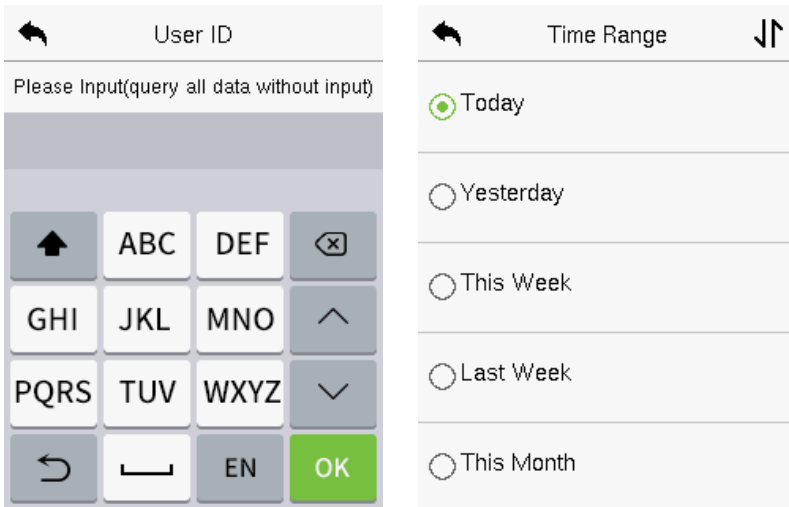 User ID
Please Input(query all data without input)
ABC DEF
GHI JKL MNO
PQRS TUV WXYZ
EN OK
Time Range
Today
Yesterday
This Week
Last Week
This Month